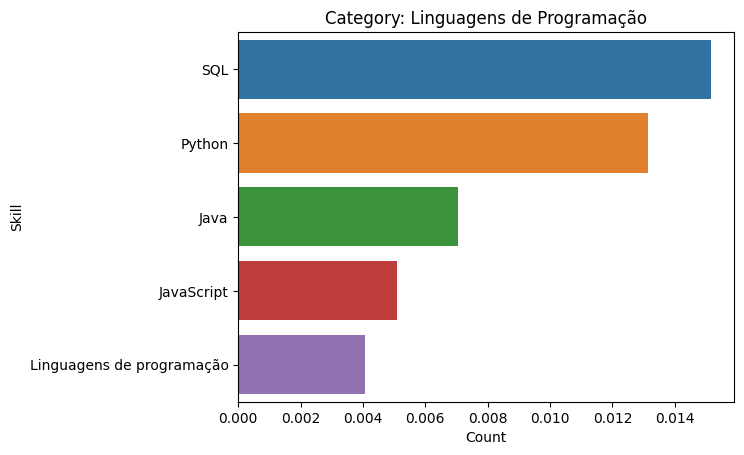 Category: Linguagens de Programação
SQL
Python
Java
JavaScript
Linguagens de programação
Skill
0.000 0.002 0.004 0.006 0.008 0.010 0.012 0.014
Count